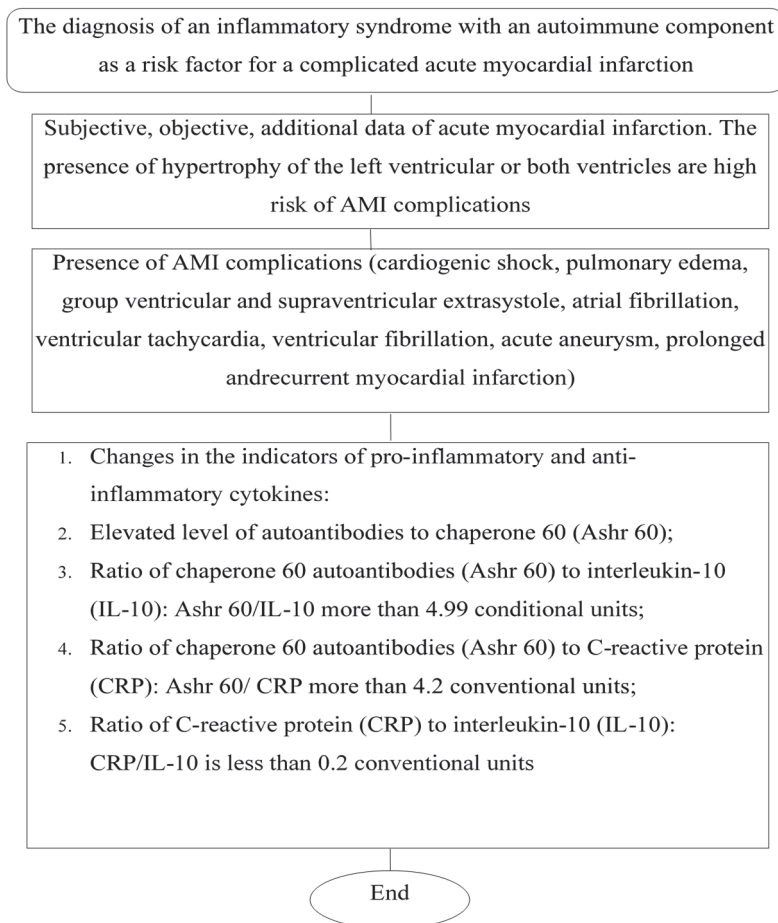 The diagnosis of an inflammatory syndrome with an autoimmune component
as a risk factor for a complicated acute myocardial infarction
Subjective, objective, additional data of acute myocardial infarction. The
presence of hypertrophy of the left ventricular or both ventricles are high
risk of AMI complications
Presence of AMI complications (cardiogenic shock, pulmonary edema,
group ventricular and supraventricular extrasystole, atrial fibrillation,
ventricular tachycardia, ventricular fibrillation, acute aneurysm, prolonged
andrecurrent myocardial infarction)
1. Changes in the indicators of pro-inflammatory and anti-
inflammatory cytokines:
2. Elevated level of autoantibodies to chaperone 60 (Ashr 60);
3. Ratio of chaperone 60 autoantibodies (Ashr 60) to interleukin-10
(IL-10): Ashr 60/IL-10 more than 4.99 conditional units;
4. Ratio of chaperone 60 autoantibodies (Ashr 60) to C-reactive protein
(CRP): Ashr 60/ CRP more than 4.2 conventional units;
5. Ratio of C-reactive protein (CRP) to interleukin-10 (IL-10):
CRP/IL-10 is less than 0.2 conventional units
End